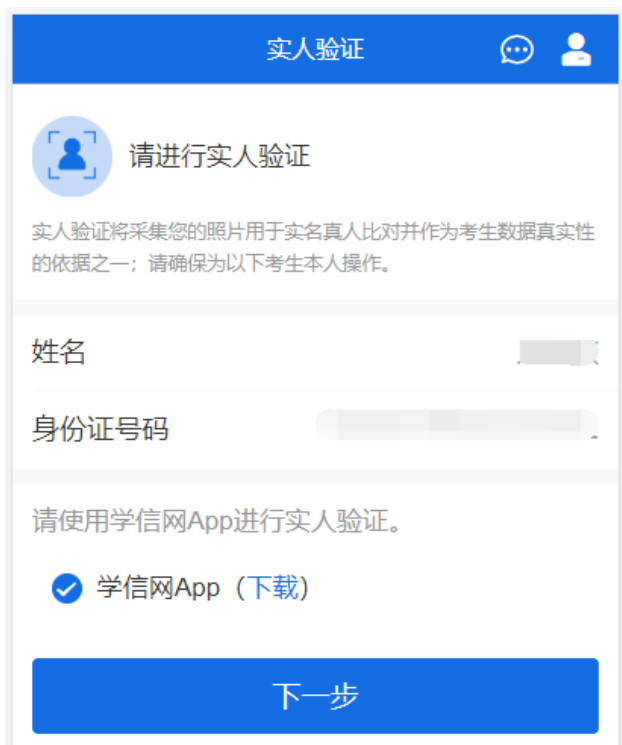 实人验证
请进行实人验证
实人验证将采集您的照片用于实名真人比对并作为考生数据真实性
的依据之一；请确保为以下考生本人操作。
姓名
身份证号码
请使用学信网App进行实人验证。
学信网App（下载）
下一步